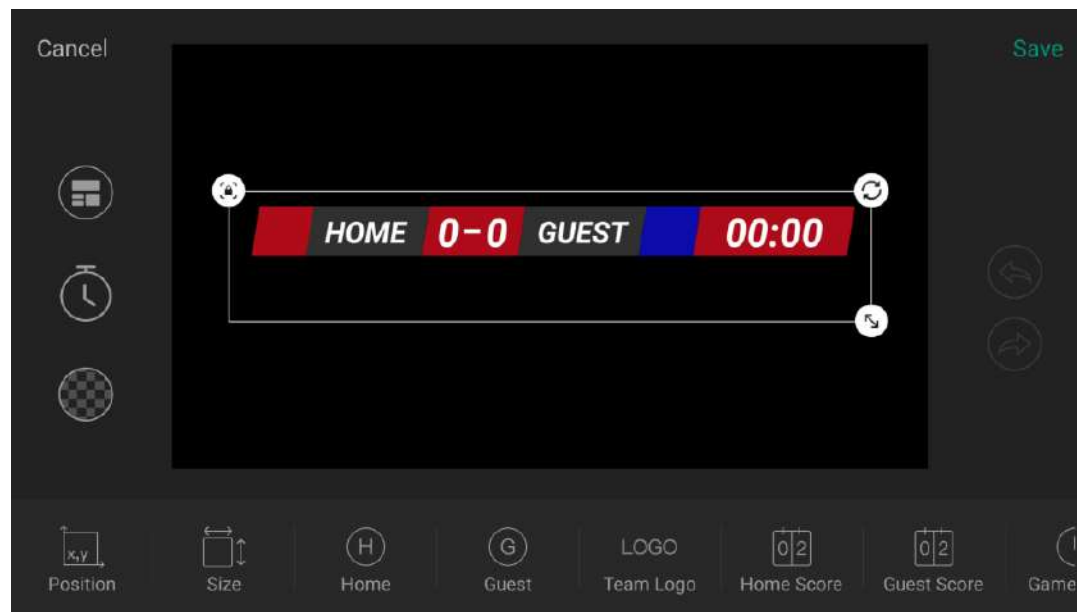 Cancel
Save
HOME 0-0 GUEST 00:00
x,y
H
G
LOGO
0 2
0 2
Position
Size
Home
Guest
Team Logo
Home Score
Guest Score
Game